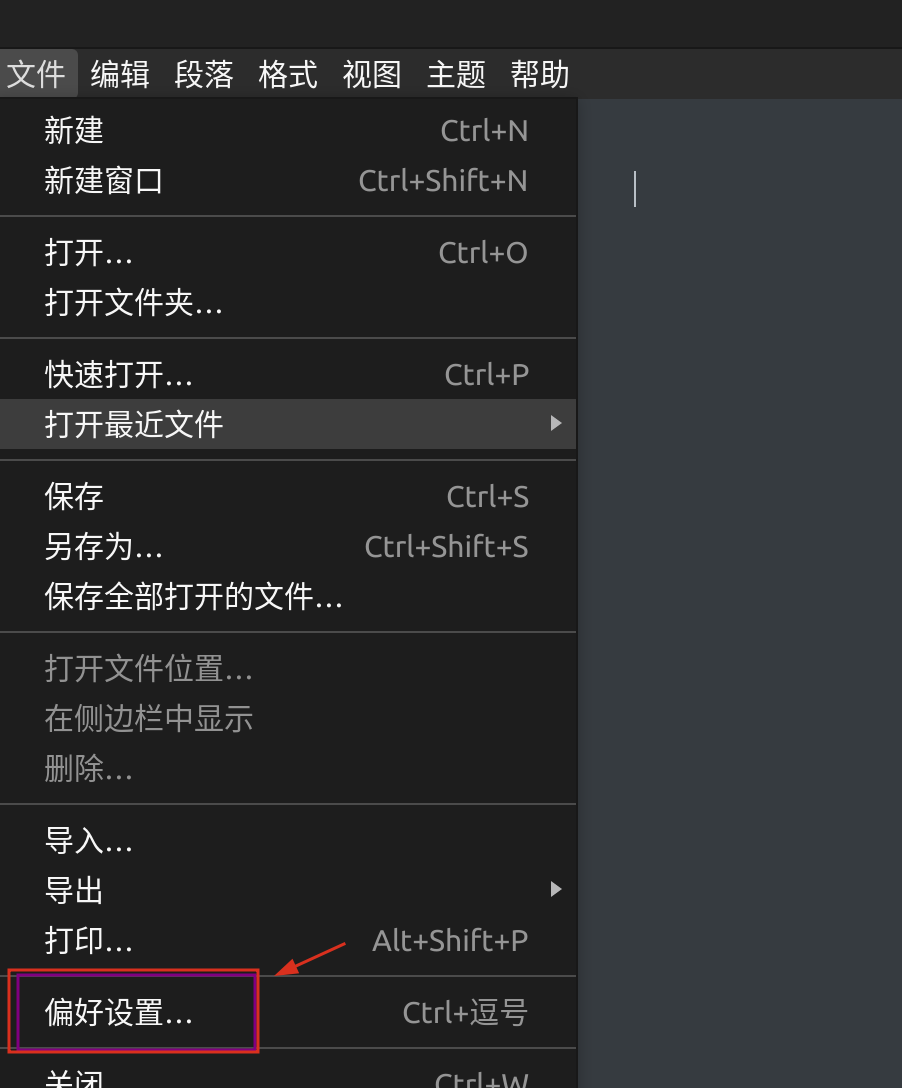 文件 编辑 段落 格式 视图 主题 帮助
新建 Ctrl+N
新建窗口 Ctrl+Shift+N
打开... Ctrl+O
打开文件夹...
快速打开... Ctrl+P
打开最近文件
保存 Ctrl+S
另存为... Ctrl+Shift+S
保存全部打开的文件...
打开文件位置...
在侧边栏中显示
删除...
导入...
导出
打印... Alt+Shift+P
偏好设置... Ctrl+逗号
关闭 Ctrl+W